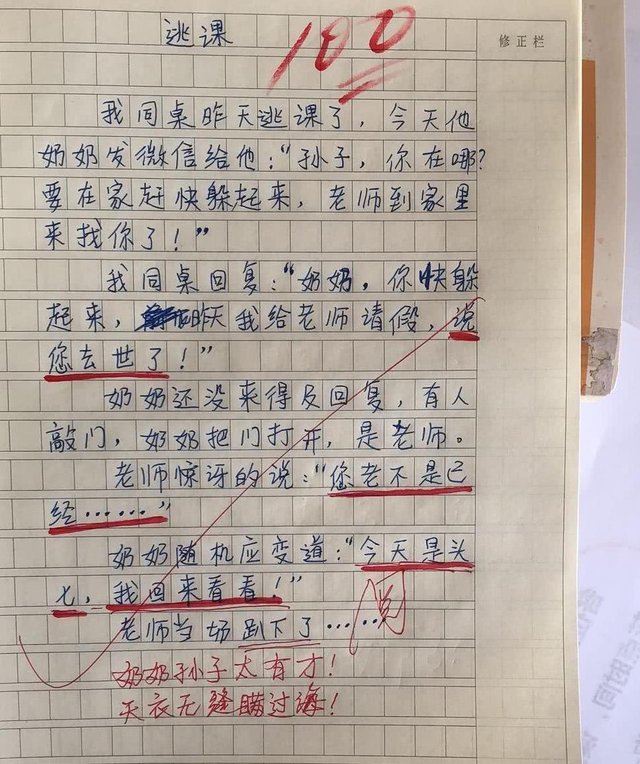 逃课
100
修正栏
我同桌昨天逃课了，今天他
奶奶发微信给他：“孙子，你在哪？
要在家赶快躲起来，老师到家里
来找你了！”
我同桌回复：“奶奶，你快躲
起来，昨天我给老师请假，说
您去世了！”
奶奶还没来得及回复，有人
敲门，奶奶把门打开，是老师。
老师惊讶的说：“您老不是已
经……”
奶奶随机应变道：“今天是头
七，我回来看看！”
老师当场趴下了……
阅
奶奶孙子太有才！
天衣无缝瞒过海！